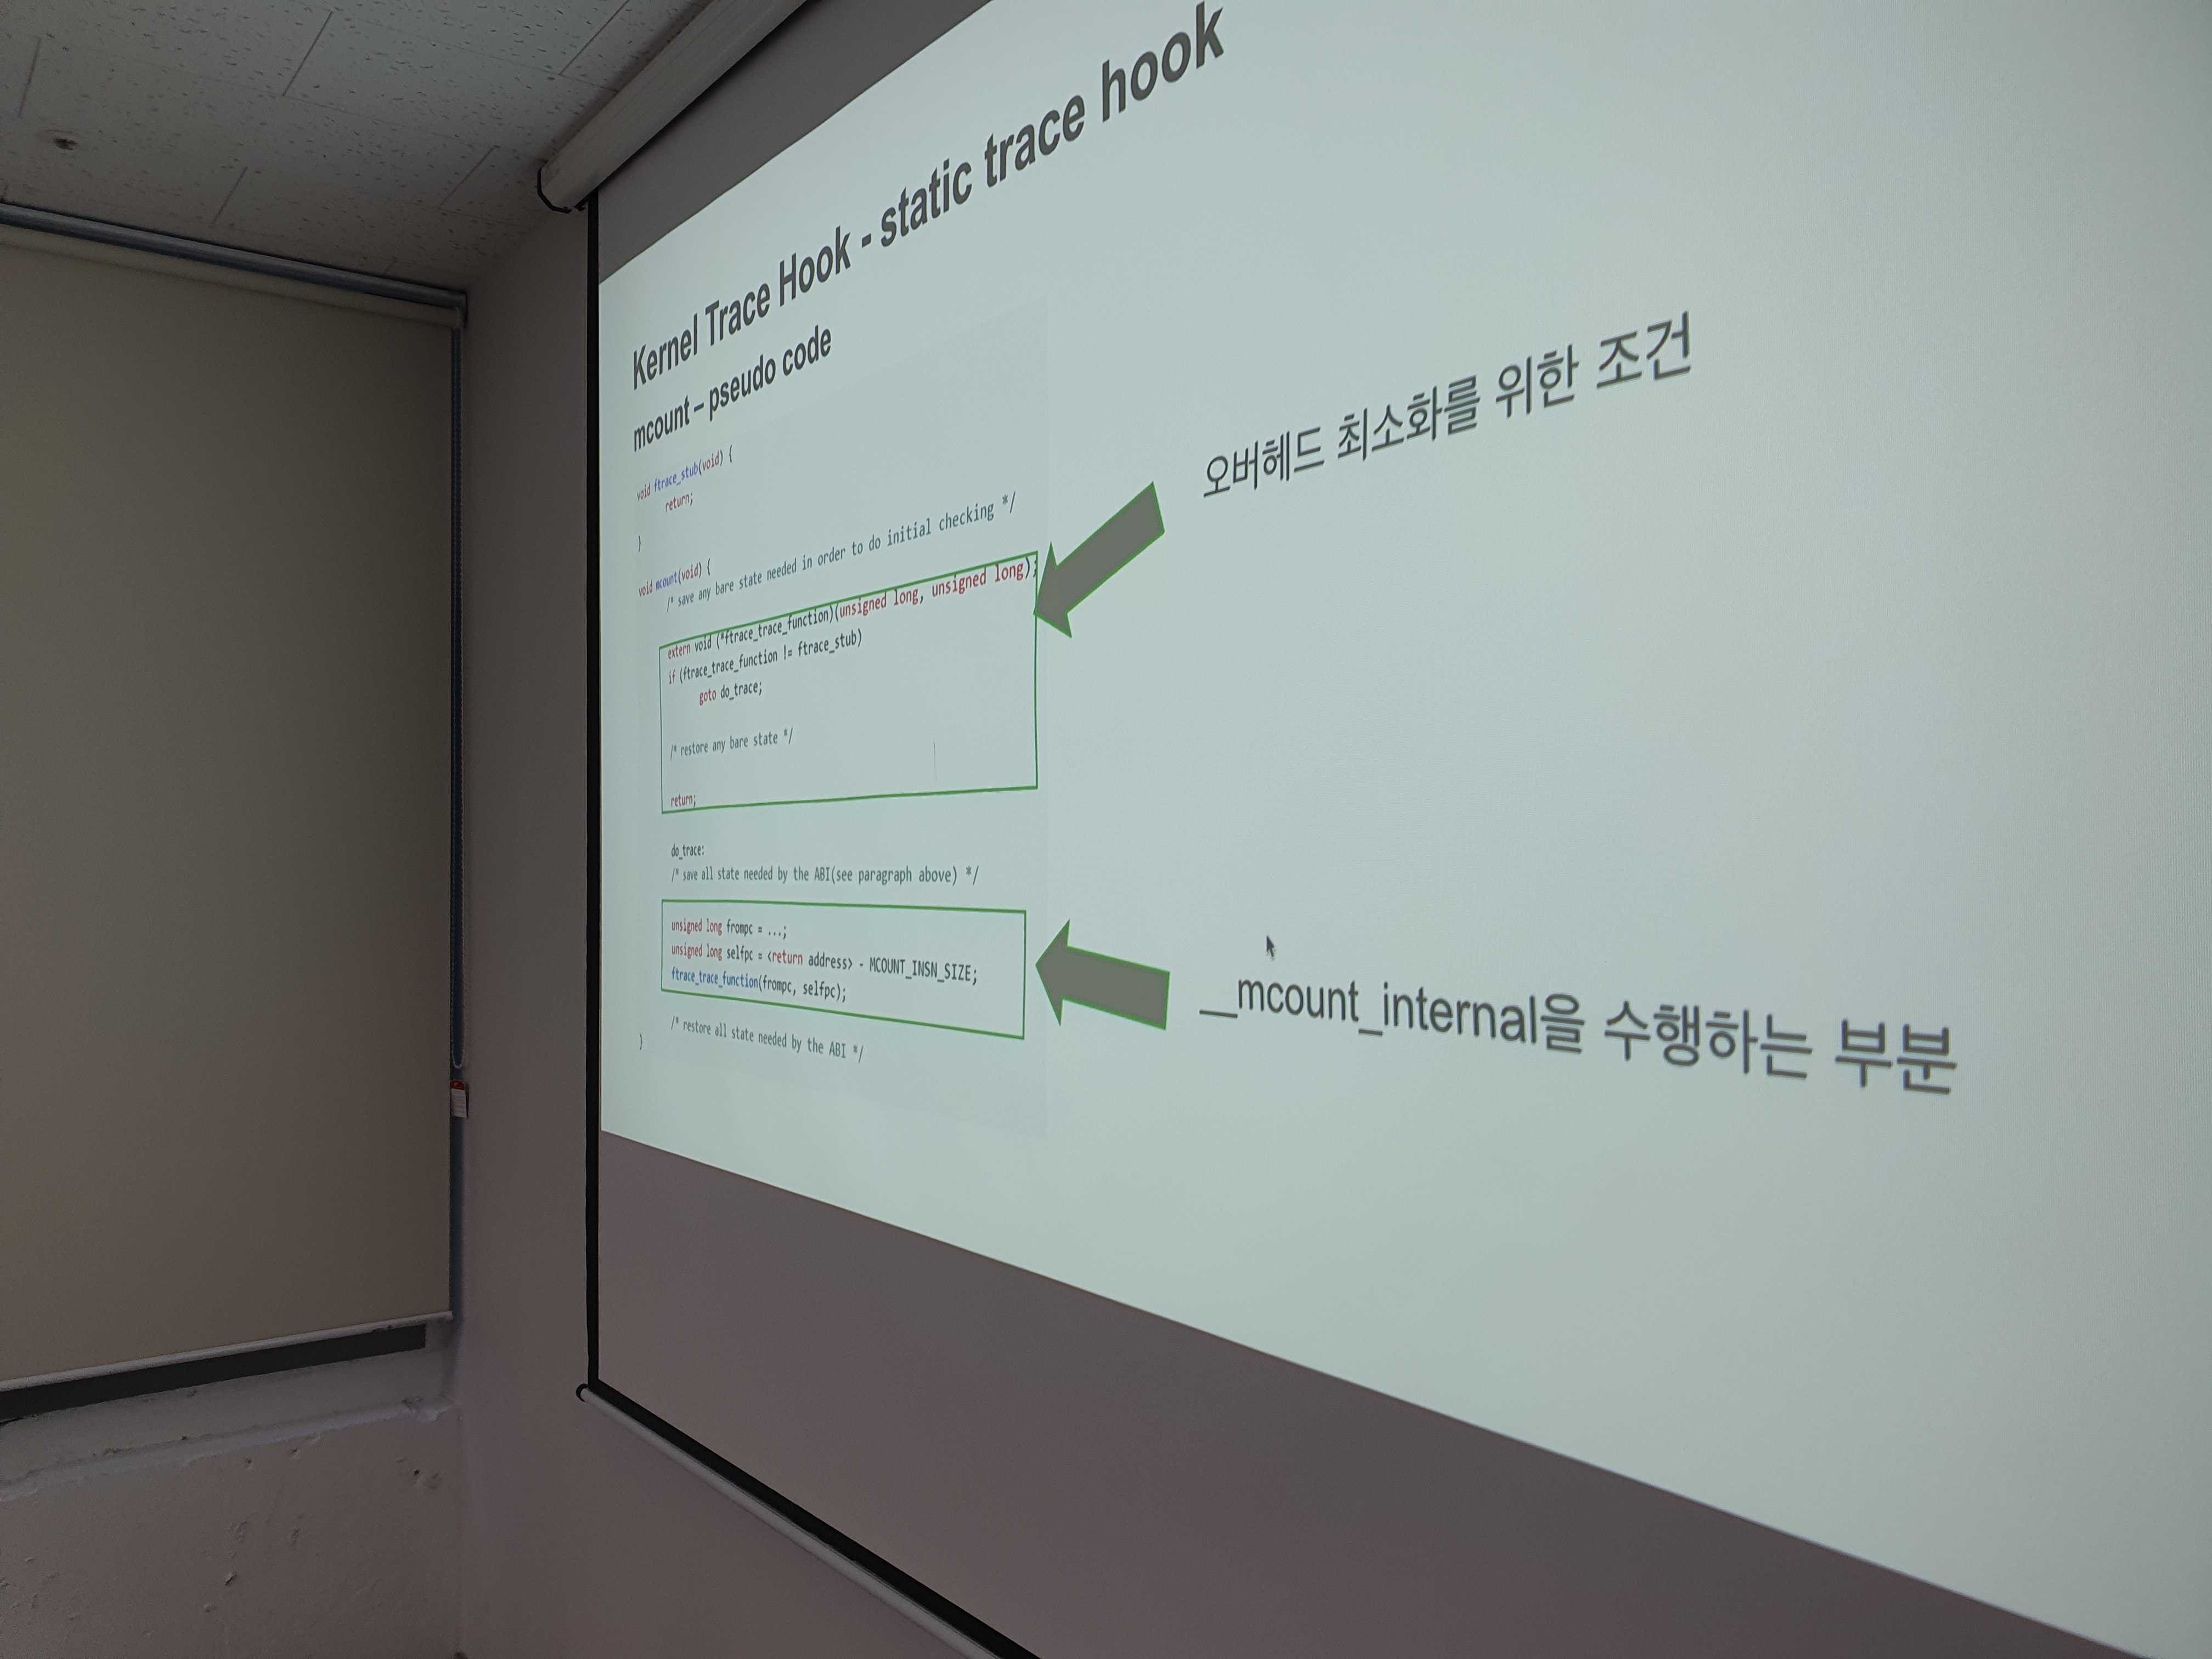 Kernel Trace Hook - static trace hook
mcount – pseudo code
void ftrace_stub(void) {
return;
}
void mcount(void) {
/* save any bare state needed in order to do initial checking */
extern void (*ftrace_trace_function)(unsigned long, unsigned long);
if (ftrace_trace_function != ftrace_stub)
goto do_trace;
/* restore any bare state */
return;
오버헤드 최소화를 위한 조건
do_trace:
/* save all state needed by the ABI(see paragraph above) */
unsigned long frompc = ...;
unsigned long selfpc = <return address> - MCOUNT_INSN_SIZE;
ftrace_trace_function(frompc, selfpc);
__mcount_internal을 수행하는 부분
/* restore all state needed by the ABI */
}